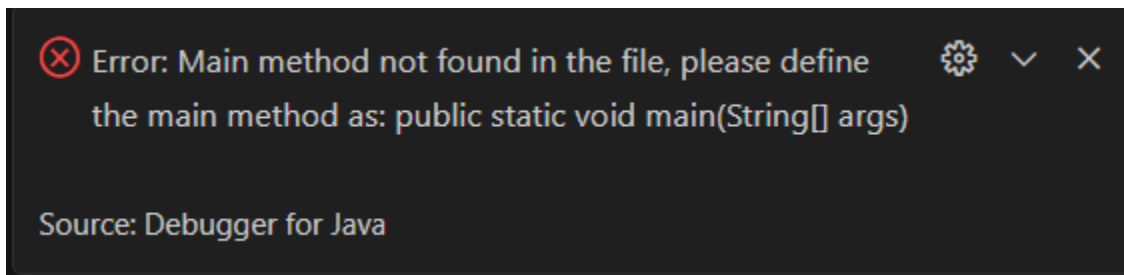 Error: Main method not found in the file, please define
the main method as: public static void main(String[] args)
Source: Debugger for Java